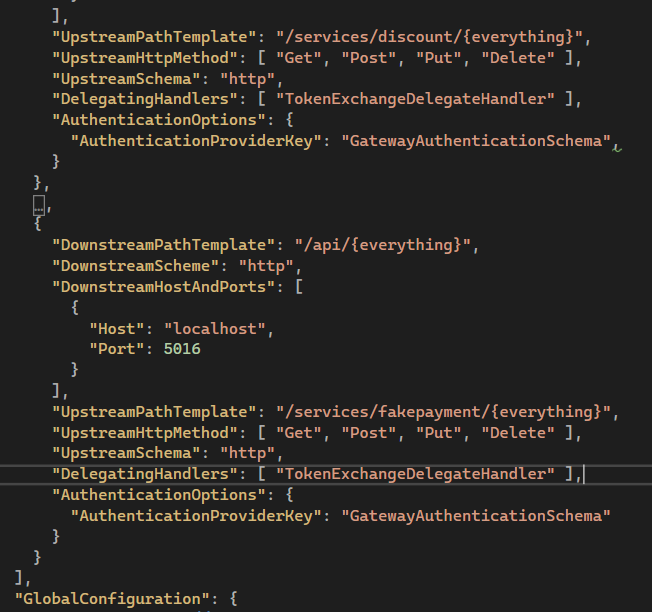 ],
"UpstreamPathTemplate": "/services/discount/{everything}",
"UpstreamHttpMethod": [ "Get", "Post", "Put", "Delete" ],
"UpstreamSchema": "http",
"DelegatingHandlers": [ "TokenExchangeDelegateHandler" ],
"AuthenticationOptions": {
"AuthenticationProviderKey": "GatewayAuthenticationSchema",
}
},
...,
{
"DownstreamPathTemplate": "/api/{everything}",
"DownstreamScheme": "http",
"DownstreamHostAndPorts": [
{
"Host": "localhost",
"Port": 5016
}
],
"UpstreamPathTemplate": "/services/fakepayment/{everything}",
"UpstreamHttpMethod": [ "Get", "Post", "Put", "Delete" ],
"UpstreamSchema": "http",
"DelegatingHandlers": [ "TokenExchangeDelegateHandler" ],
"AuthenticationOptions": {
"AuthenticationProviderKey": "GatewayAuthenticationSchema"
}
}
],
"GlobalConfiguration": {